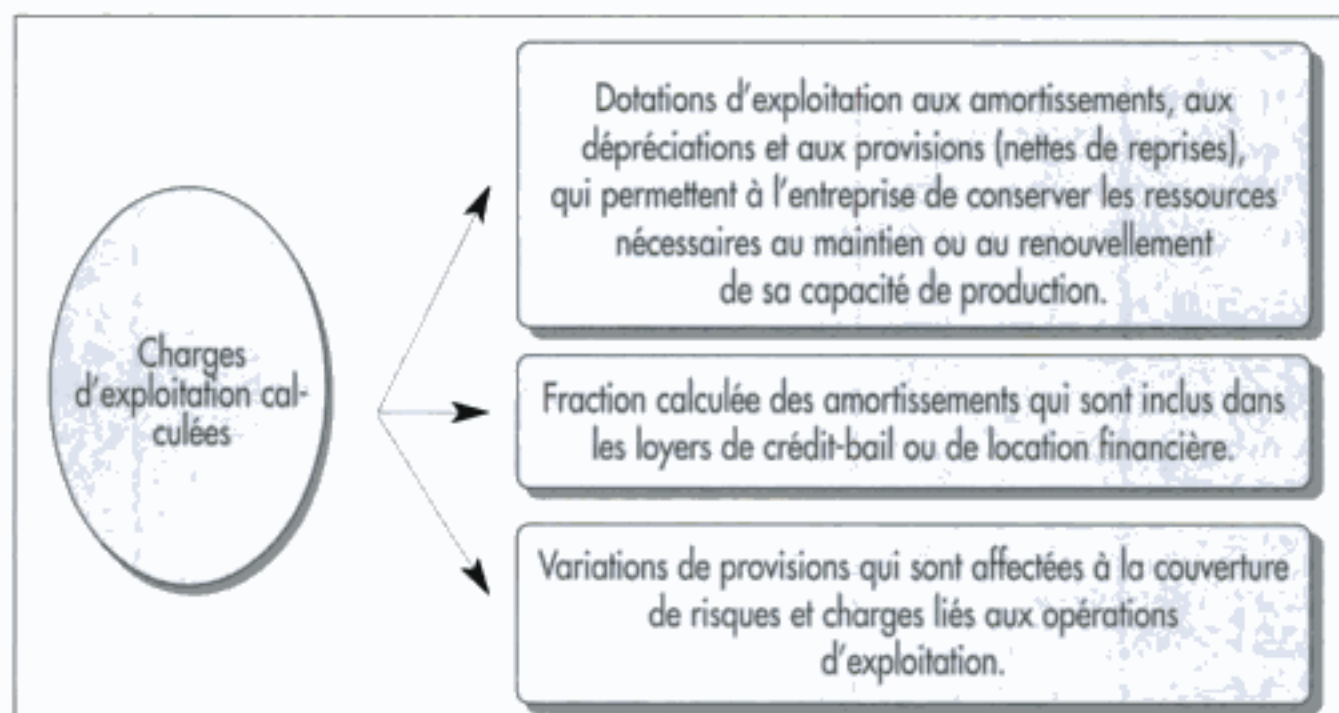 Charges
d'exploitation cal-
culées
Dotations d'exploitation aux amortissements, aux
dépréciations et aux provisions (nettes de reprises),
qui permettent à l'entreprise de conserver les ressources
nécessaires au maintien ou au renouvellement
de sa capacité de production.
Fraction calculée des amortissements qui sont inclus dans
les loyers de crédit-bail ou de location financière.
Variations de provisions qui sont affectées à la couverture
de risques et charges liés aux opérations
d'exploitation.